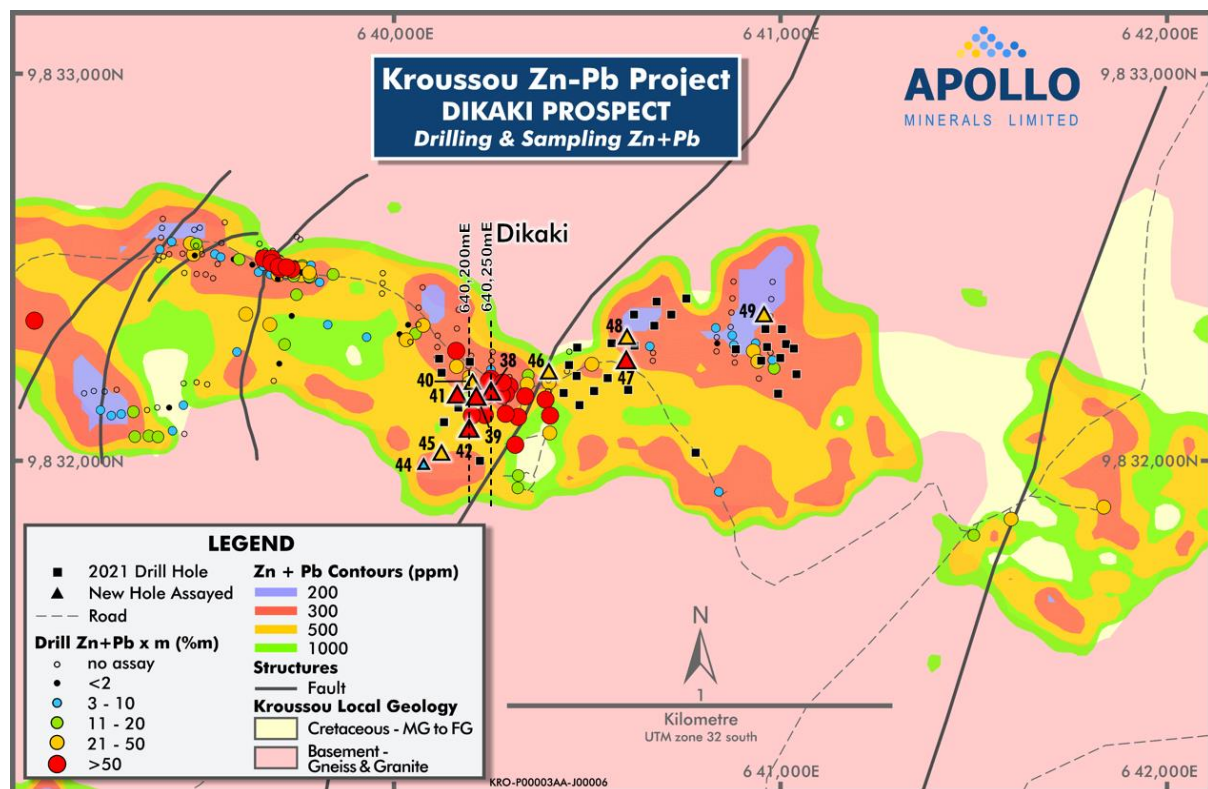 6 40,000E
6 41,000E
6 42,000E
9,8 33,000N
9,8 33,000N
Kroussou Zn-Pb Project
DIKAKI PROSPECT
Drilling & Sampling Zn+Pb
APOLLO
MINERALS LIMITED
Dikaki
640,200mE
640,250mE
49
48
47
46
38
40
41
39
42
45
44
9,8 32,000N
9,8 32,000N
LEGEND
2021 Drill Hole
New Hole Assayed
Road
Drill Zn+Pb x m (%m)
no assay
<2
3 - 10
11 - 20
21 - 50
>50
Zn + Pb Contours (ppm)
200
300
500
1000
Structures
Fault
Kroussou Local Geology
Cretaceous - MG to FG
Basement -
Gneiss & Granite
N
1
Kilometre
UTM zone 32 south
KRO-P00003AA-J00006
6 41,000E
6 42,000E